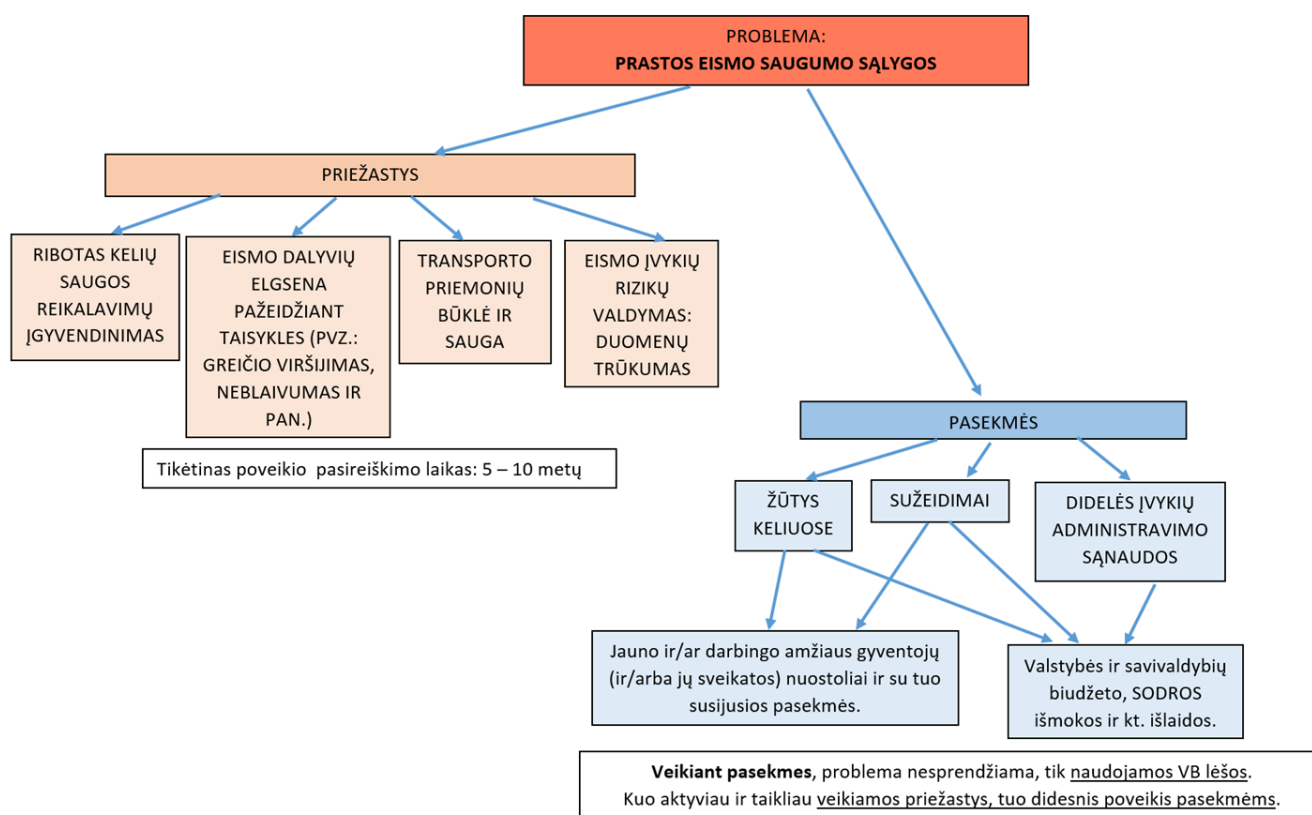 PROBLEMA:
PRASTOS EISMO SAUGUMO SĄLYGOS
PRIEŽASTYS
RIBOTAS KELIŲ
SAUGOS
REIKALAVIMŲ
ĮGYVENDINIMAS
EISMO DALYVIŲ
ELGSENA
PAŽEIDŽIANT
TAISYKLES (PVZ.:
GREIČIO VIRŠIJIMAS,
NEBLAIVUMAS IR
PAN.)
TRANSPORTO
PRIEMONIŲ
BŪKLĖ IR
SAUGA
EISMO ĮVYKIŲ
RIZIKŲ
VALDYMAS:
DUOMENŲ
TRŪKUMAS
Tikėtinas poveikio pasireiškimo laikas: 5 – 10 metų
PASEKMĖS
ŽŪTYS
KELIUOSE
SUŽEIDIMAI
DIDELĖS ĮVYKIŲ
ADMINISTRAVIMO
SĄNAUDOS
Jauno ir/ar darbingo amžiaus gyventojų
(ir/arba jų sveikatos) nuostoliai ir su tuo
susijusios pasekmės.
Valstybės ir savivaldybių
biudžeto, SODROS
išmokos ir kt. išlaidos.
Veikiant pasekmes, problema nesprendžiama, tik naudojamos VB lėšos.
Kuo aktyviau ir taikliau veikiamos priežastys, tuo didesnis poveikis pasekmėms.